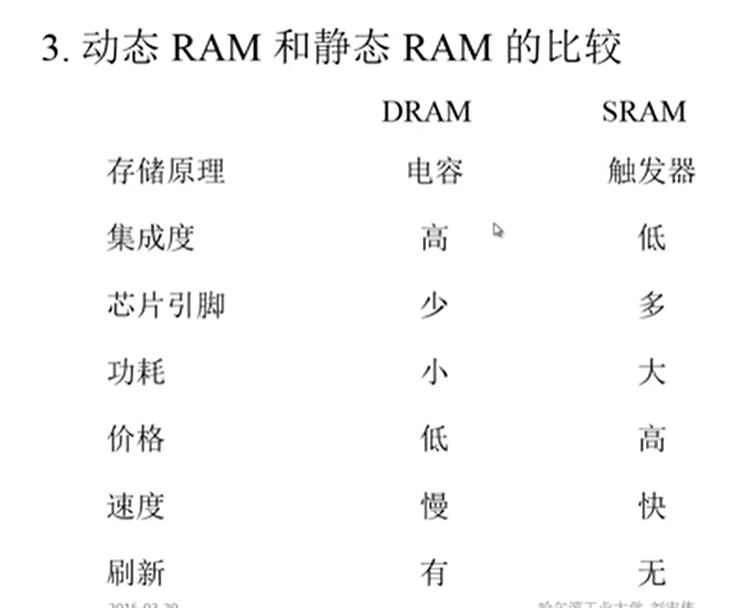 3. 动态 RAM 和静态 RAM 的比较
DRAM SRAM
存储原理 电容 触发器
集成度 高 低
芯片引脚 少 多
功耗 小 大
价格 低 高
速度 慢 快
刷新 有 无